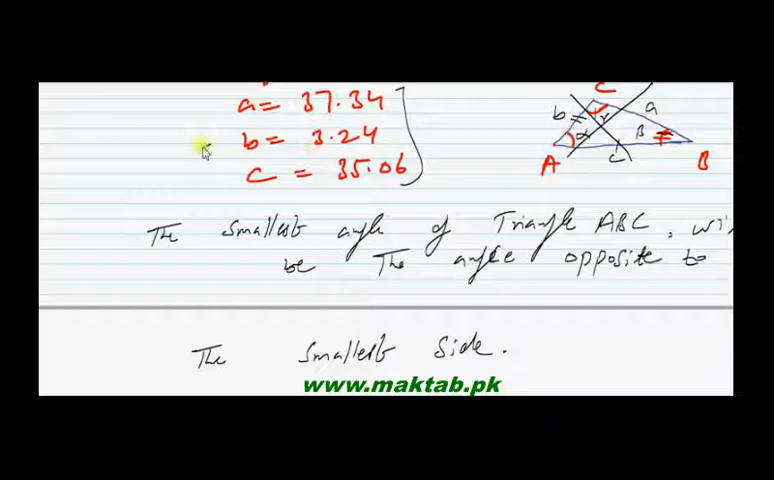 a = 37.34
b = 3.24
c = 35.06
C
b
a
α
γ
β
A
c
B
The smallest angle of Triangle ABC, wi
be The angle opposite to
The smallest side.
www.maktab.pk